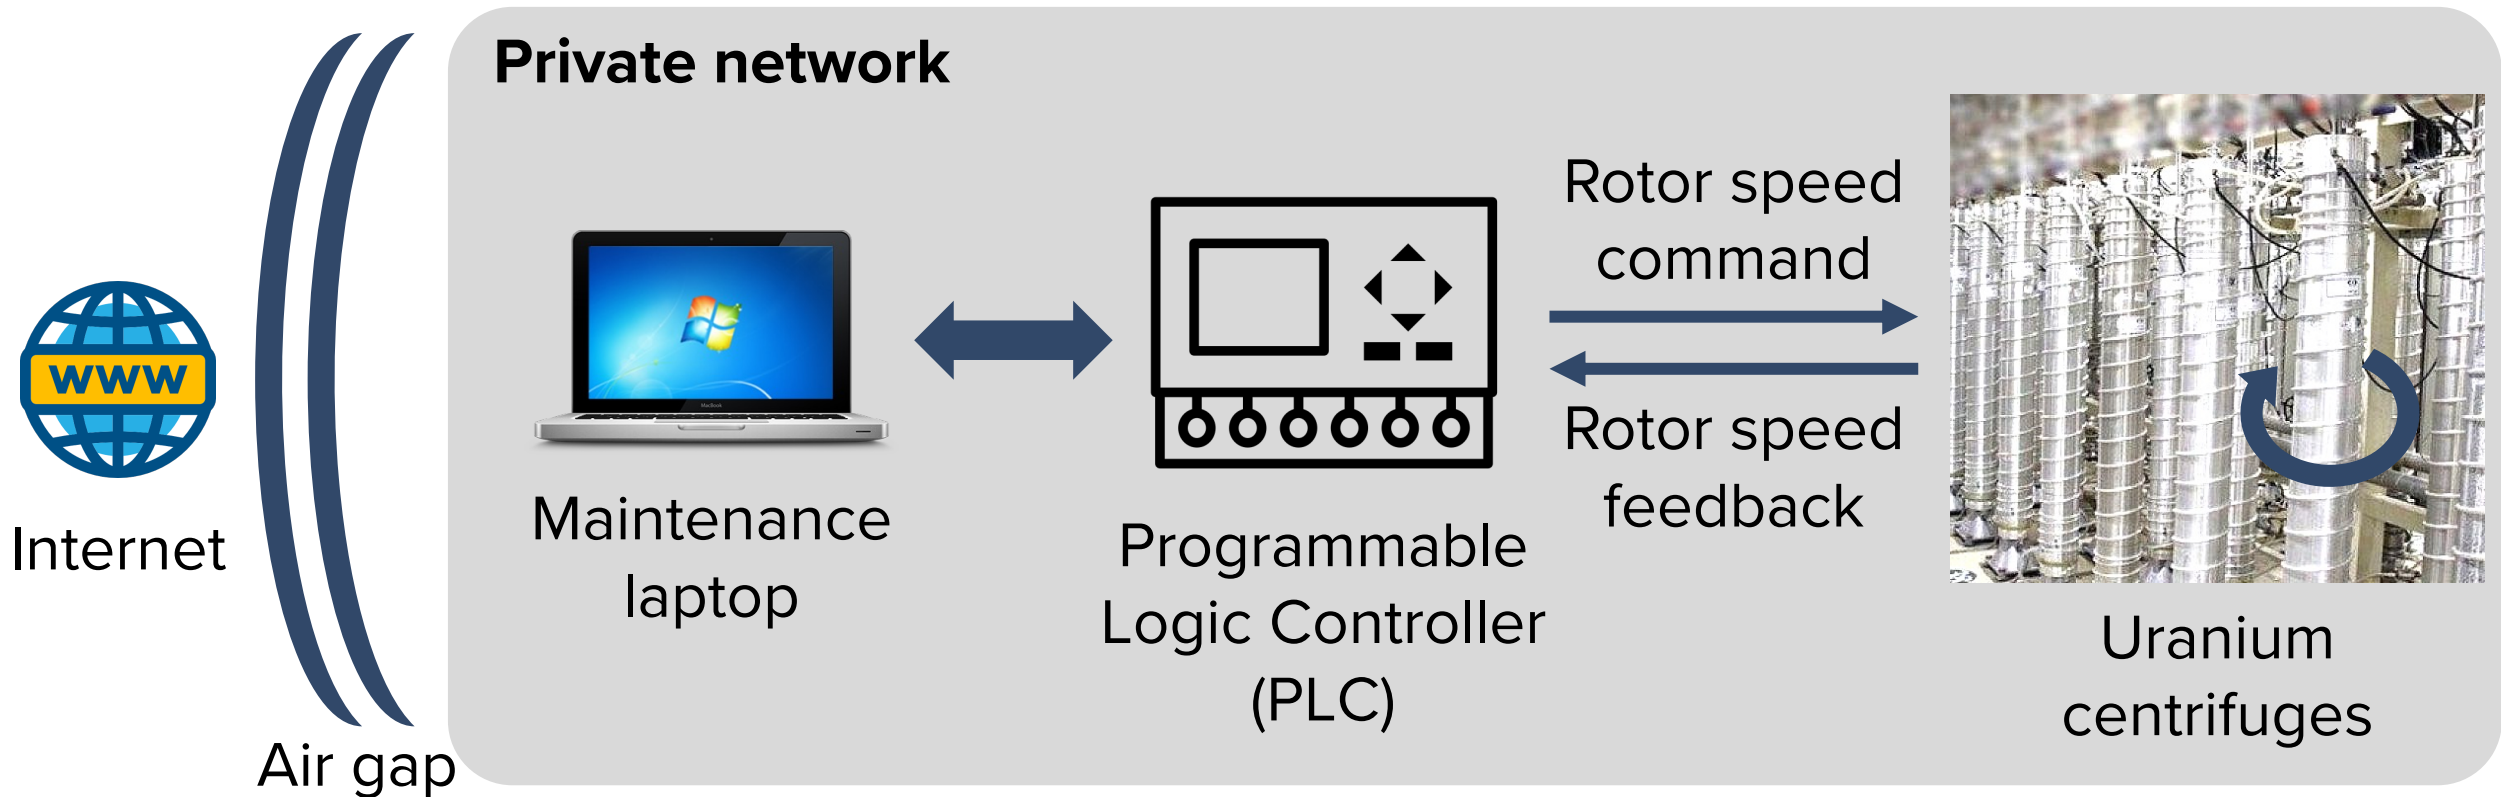 Private network
WWW
Internet
Air gap
MacBook
Maintenance
laptop
Programmable
Logic Controller
(PLC)
Rotor speed
command
Rotor speed
feedback
Uranium
centrifuges